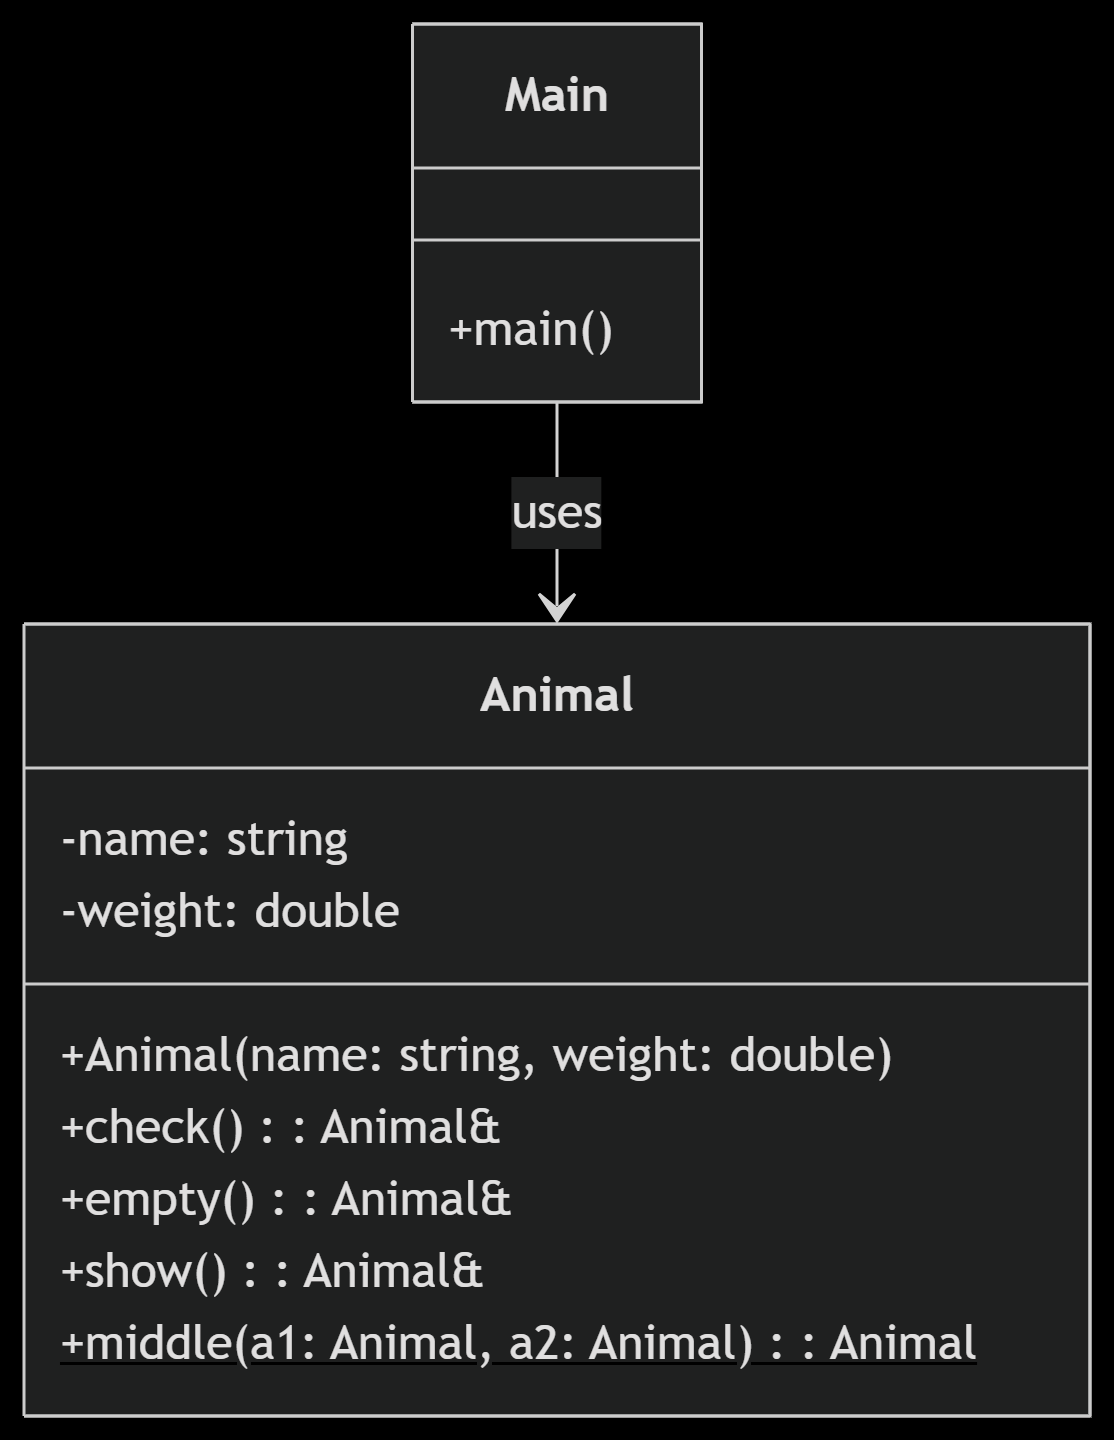 Main
+main()
uses
Animal
-name: string
-weight: double
+Animal(name: string, weight: double)
+check() : : Animal&
+empty() : : Animal&
+show() : : Animal&
+middle(a1: Animal, a2: Animal) : : Animal